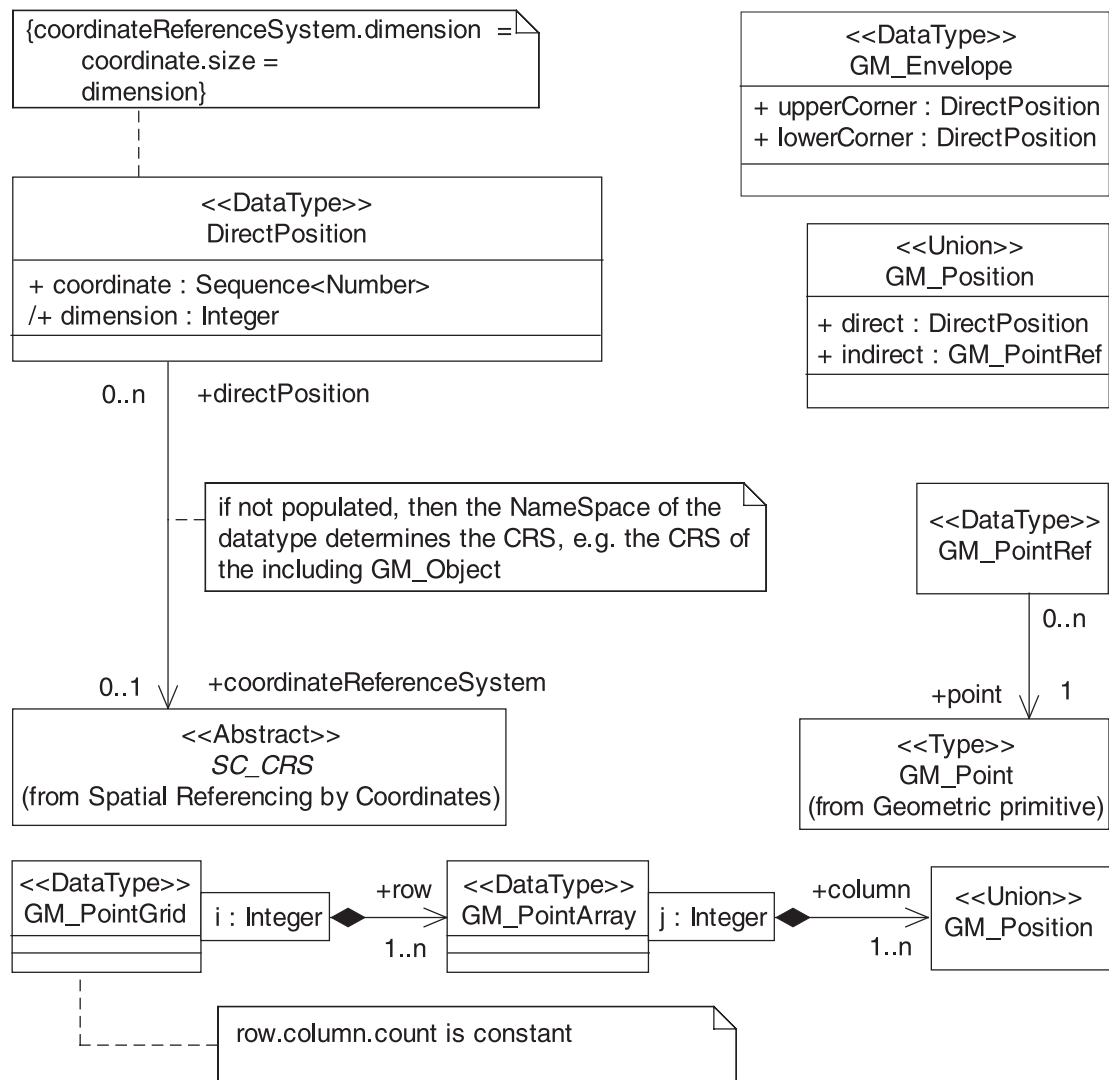 {coordinateReferenceSystem.dimension =
coordinate.size =
dimension}
<<DataType>>
GM_Envelope
+ upperCorner : DirectPosition
+ lowerCorner : DirectPosition
<<DataType>>
DirectPosition
+ coordinate : Sequence<Number>
/+ dimension : Integer
<<Union>>
GM_Position
+ direct : DirectPosition
+ indirect : GM_PointRef
0..n
+directPosition
if not populated, then the NameSpace of the
datatype determines the CRS, e.g. the CRS of
the including GM_Object
<<DataType>>
GM_PointRef
0..n
0..1
+coordinateReferenceSystem
+point
1
<<Abstract>>
SC_CRS
(from Spatial Referencing by Coordinates)
<<Type>>
GM_Point
(from Geometric primitive)
<<DataType>>
GM_PointGrid
i : Integer
+row
1..n
<<DataType>>
GM_PointArray
j : Integer
+column
1..n
<<Union>>
GM_Position
row.column.count is constant